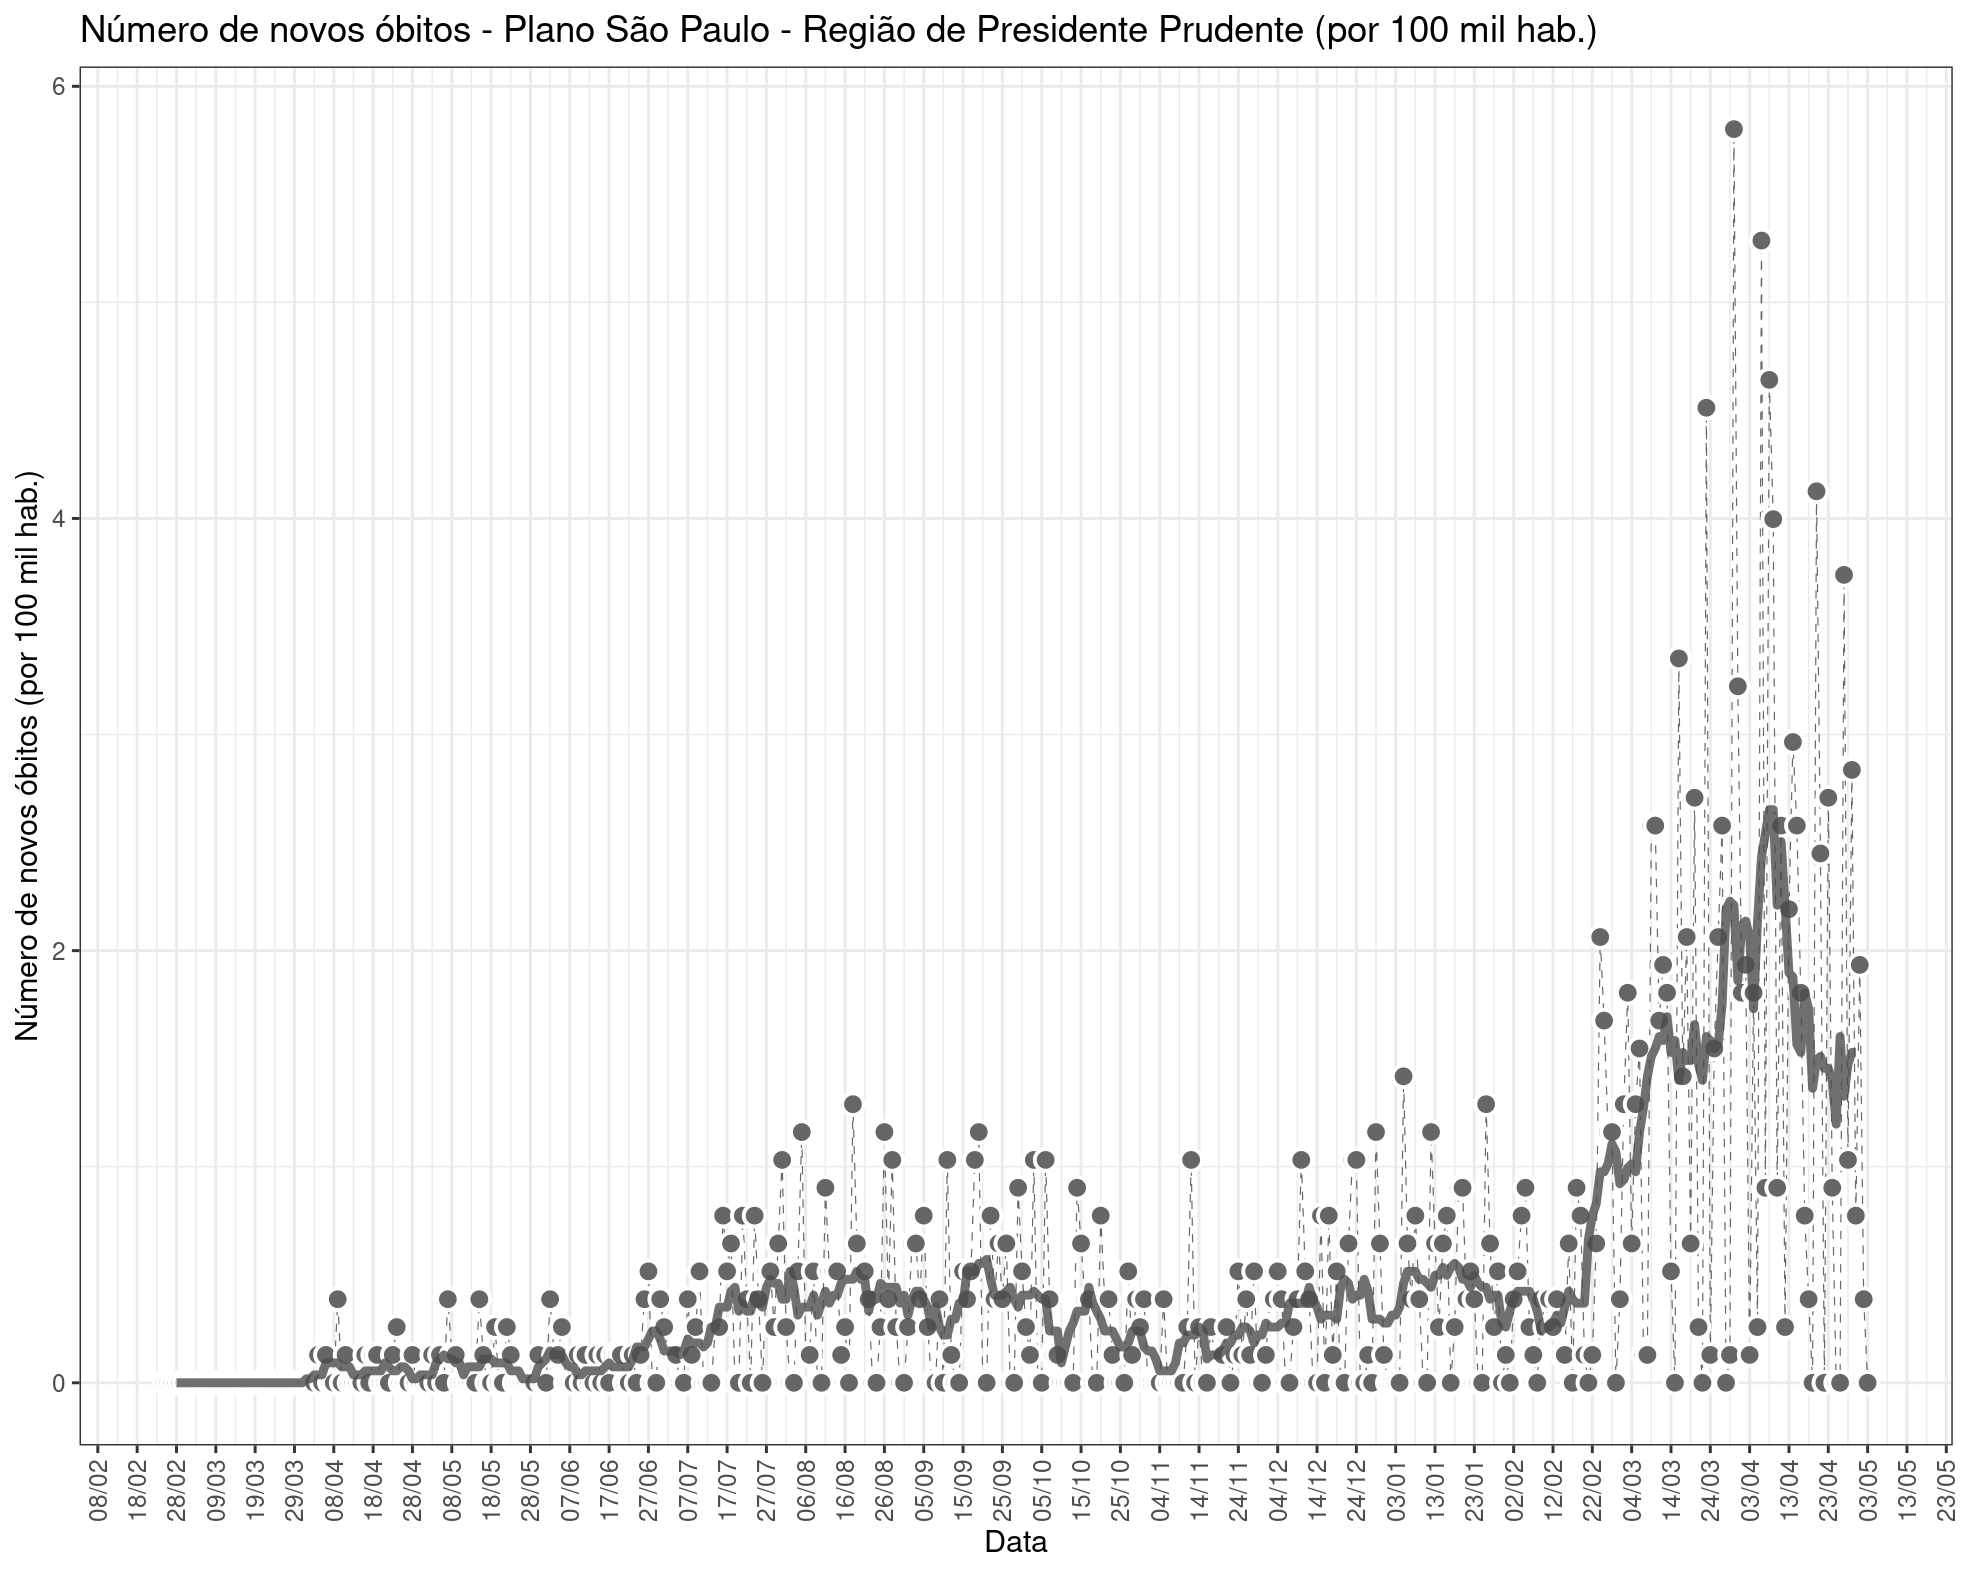 Número de novos óbitos - Plano São Paulo - Região de Presidente Prudente (por 100 mil hab.)
Número de novos óbitos (por 100 mil hab.)
6
4
2
0
08/02 18/02 28/02 09/03 19/03 29/03 08/04 18/04 28/04 08/05 18/05 28/05 07/06 17/06 27/06 07/07 17/07 27/07 06/08 16/08 26/08 05/09 15/09 25/09 05/10 15/10 25/10 04/11 14/11 24/11 04/12 14/12 24/12 03/01 13/01 23/01 02/02 12/02 22/02 04/03 14/03 24/03 03/04 13/04 23/04 03/05 13/05 23/05
Data